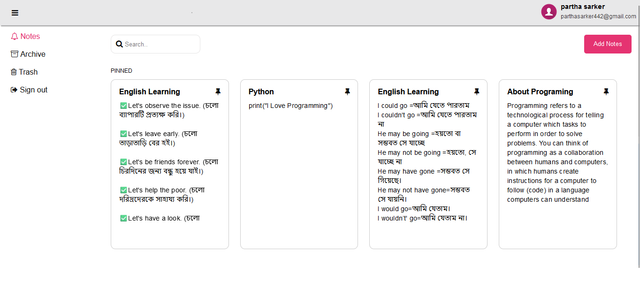 partha sarker
parthasarker442@gmail.com
Notes
Archive
Trash
Sign out
Search..
Add Notes
PINNED
English Learning
✅Let's observe the issue. (চলো
ব্যাপারটি প্রত্যক্ষ করি।)
✅Let's leave early. (চলো
তাড়াতাড়ি বের হই।)
✅Let's be friends forever. (চলো
চিরদিনের জন্য বন্ধু হয়ে যাই।)
✅Let's help the poor. (চলো
দরিদ্রদেরকে সাহায্য করি।)
✅Let's have a look. (চলো
Python
print("I Love Programming")
English Learning
I could go =আমি যেতে পারতাম
I couldn't go =আমি যেতে পারতাম
না
He may be going =হয়তো বা
সম্ভবত সে যাচ্ছে
He may not be going =হয়তো, সে
যাচ্ছে না
He may have gone =সম্ভবত সে
গিয়েছে।
He may not have gone=সম্ভবত
সে যায়নি।
I would go=আমি যেতাম।
I wouldn't' go=আমি যেতাম না।
About Programing
Programming refers to a
technological process for telling
a computer which tasks to
perform in order to solve
problems. You can think of
programming as a collaboration
between humans and computers,
in which humans create
instructions for a computer to
follow (code) in a language
computers can understand